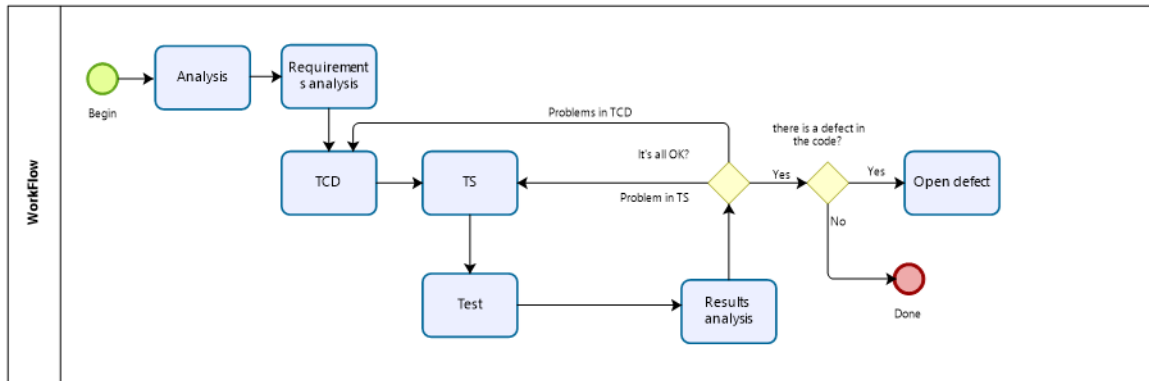 WorkFlow
Begin
Analysis
Requirement
s analysis
Problems in TCD
there is a defect in
the code?
It's all OK?
TCD
TS
Problem in TS
Yes
Yes
Open defect
No
Test
Results
analysis
Done